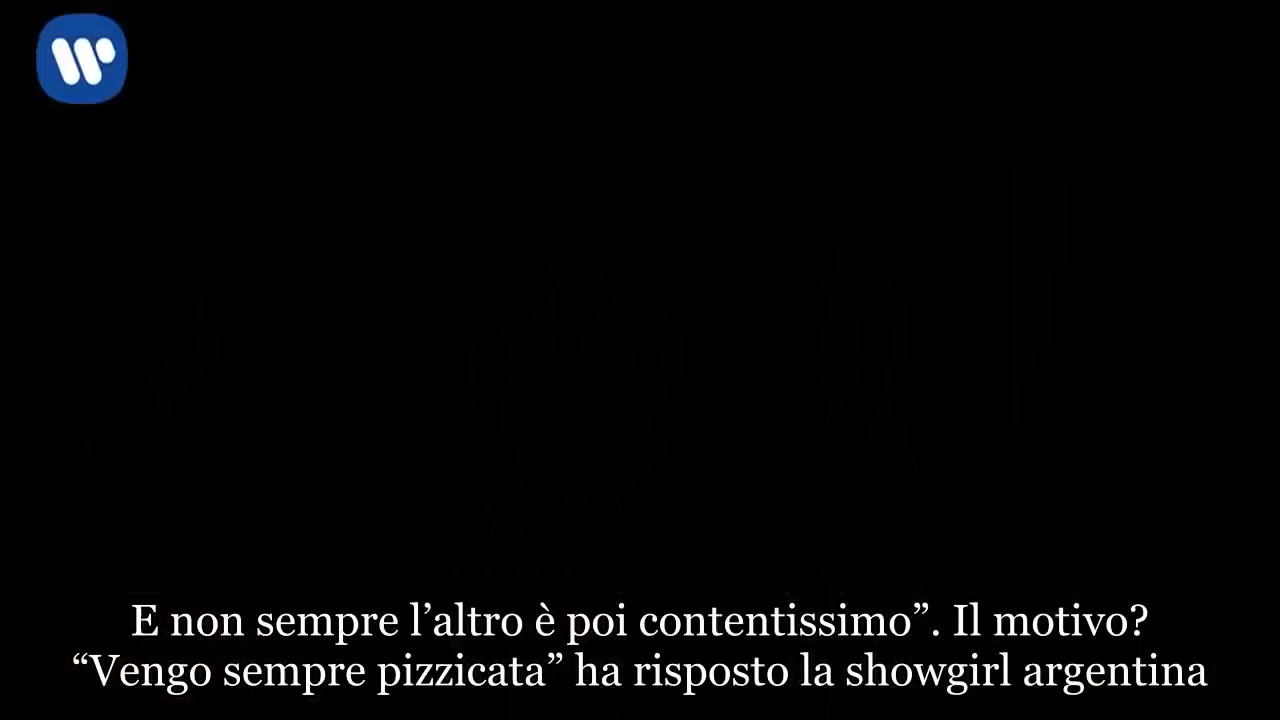 E non sempre l’altro è poi contentissimo”. Il motivo?
“Vengo sempre pizzicata” ha risposto la showgirl argentina